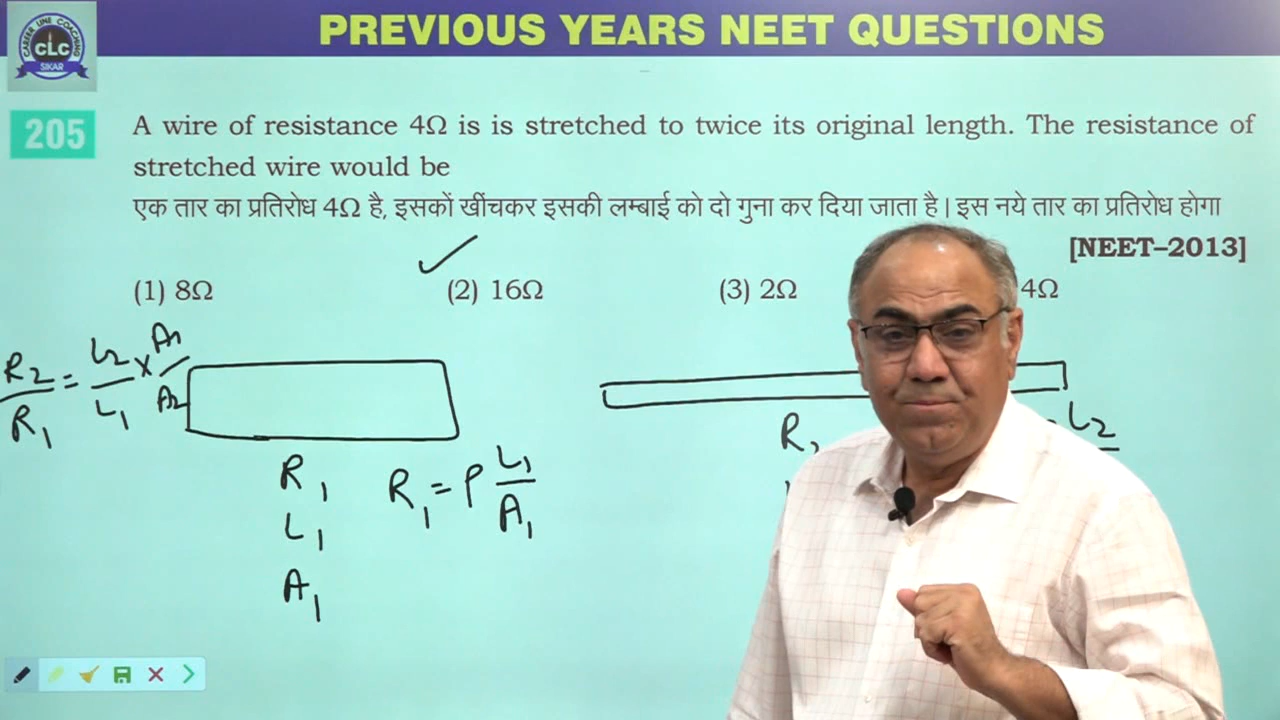 CAREER LINE COACHING
CLC
SIKAR
PREVIOUS YEARS NEET QUESTIONS
205
A wire of resistance 4Ω is is stretched to twice its original length. The resistance of
stretched wire would be
एक तार का प्रतिरोध 4Ω है, इसकों खींचकर इसकी लम्बाई को दो गुना कर दिया जाता है। इस नये तार का प्रतिरोध होगा
[NEET–2013]
(1) 8Ω (2) 16Ω (3) 2Ω 4Ω
R₂/R₁ = L₂/L₁ × A₁/A₂
R₁ R₁ = ρ L₁/A₁
L₁
A₁
R₂
L₂